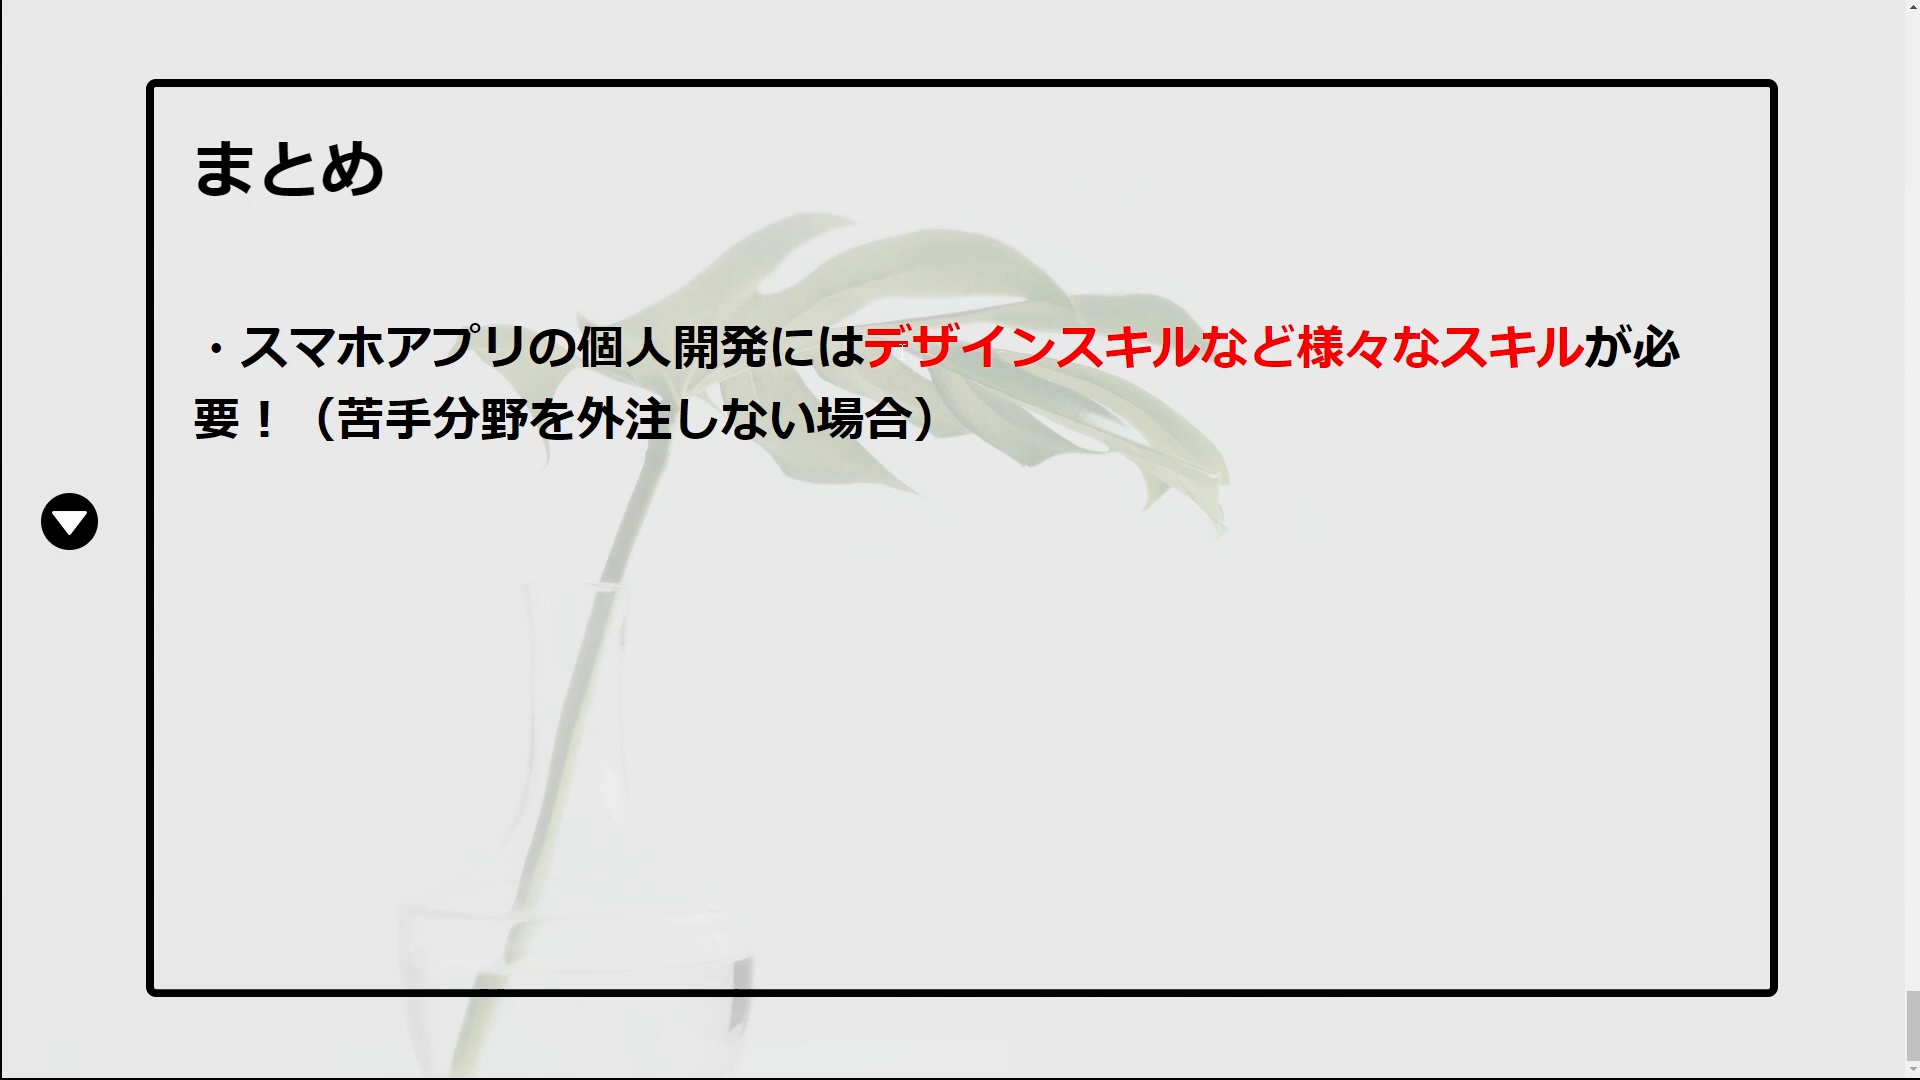 まとめ
・スマホアプリの個人開発にはデザインスキルなど様々なスキルが必
要！（苦手分野を外注しない場合）